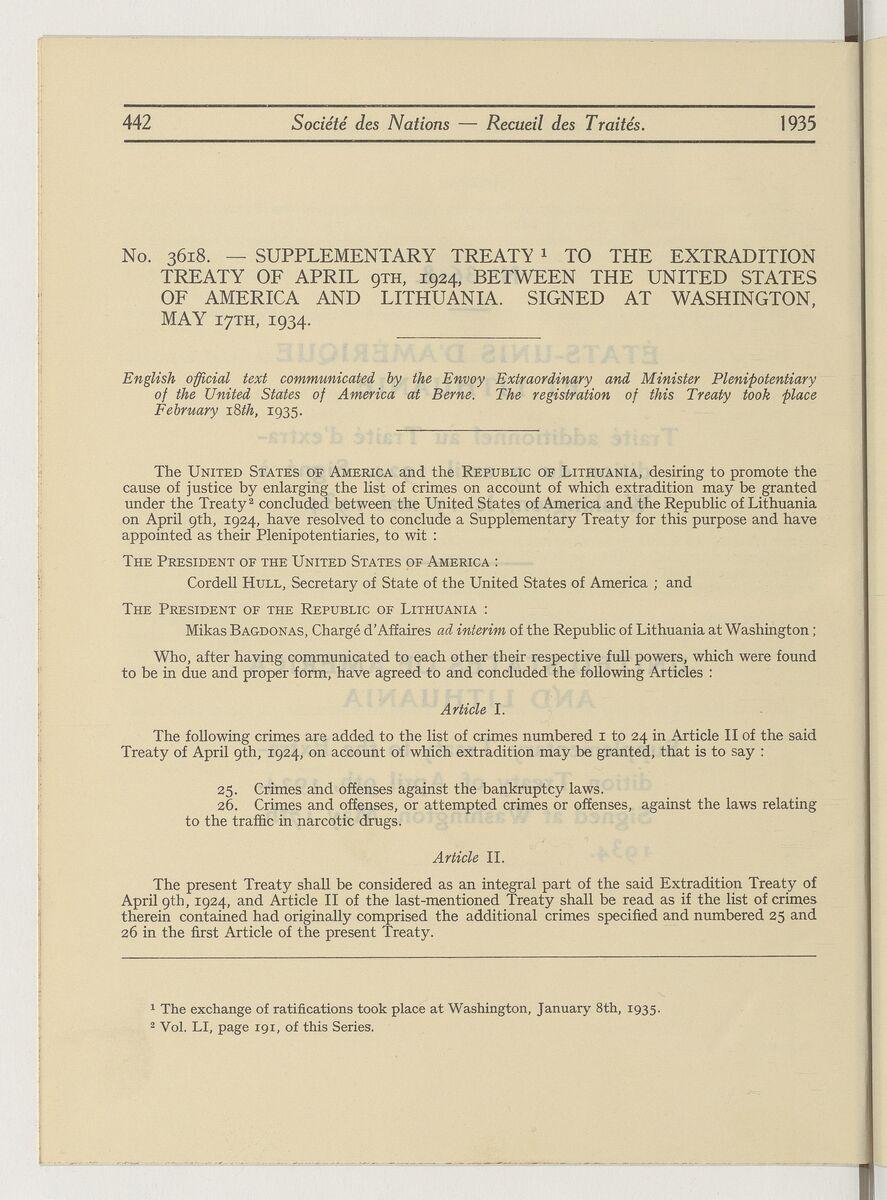 442 Société des Nations — Recueil des Traités. 1935
No. 3618. — SUPPLEMENTARY TREATY ¹ TO THE EXTRADITION
TREATY OF APRIL 9TH, 1924, BETWEEN THE UNITED STATES
OF AMERICA AND LITHUANIA. SIGNED AT WASHINGTON,
MAY 17TH, 1934.
English official text communicated by the Envoy Extraordinary and Minister Plenipotentiary
of the United States of America at Berne. The registration of this Treaty took place
February 18th, 1935.
The UNITED STATES OF AMERICA and the REPUBLIC OF LITHUANIA, desiring to promote the
cause of justice by enlarging the list of crimes on account of which extradition may be granted
under the Treaty ² concluded between the United States of America and the Republic of Lithuania
on April 9th, 1924, have resolved to conclude a Supplementary Treaty for this purpose and have
appointed as their Plenipotentiaries, to wit :
THE PRESIDENT OF THE UNITED STATES OF AMERICA :
Cordell HULL, Secretary of State of the United States of America ; and
THE PRESIDENT OF THE REPUBLIC OF LITHUANIA :
Mikas BAGDONAS, Chargé d'Affaires ad interim of the Republic of Lithuania at Washington ;
Who, after having communicated to each other their respective full powers, which were found
to be in due and proper form, have agreed to and concluded the following Articles :
Article I.
The following crimes are added to the list of crimes numbered 1 to 24 in Article II of the said
Treaty of April 9th, 1924, on account of which extradition may be granted, that is to say :
25. Crimes and offenses against the bankruptcy laws.
26. Crimes and offenses, or attempted crimes or offenses, against the laws relating
to the traffic in narcotic drugs.
Article II.
The present Treaty shall be considered as an integral part of the said Extradition Treaty of
April 9th, 1924, and Article II of the last-mentioned Treaty shall be read as if the list of crimes
therein contained had originally comprised the additional crimes specified and numbered 25 and
26 in the first Article of the present Treaty.
¹ The exchange of ratifications took place at Washington, January 8th, 1935.
² Vol. LI, page 191, of this Series.